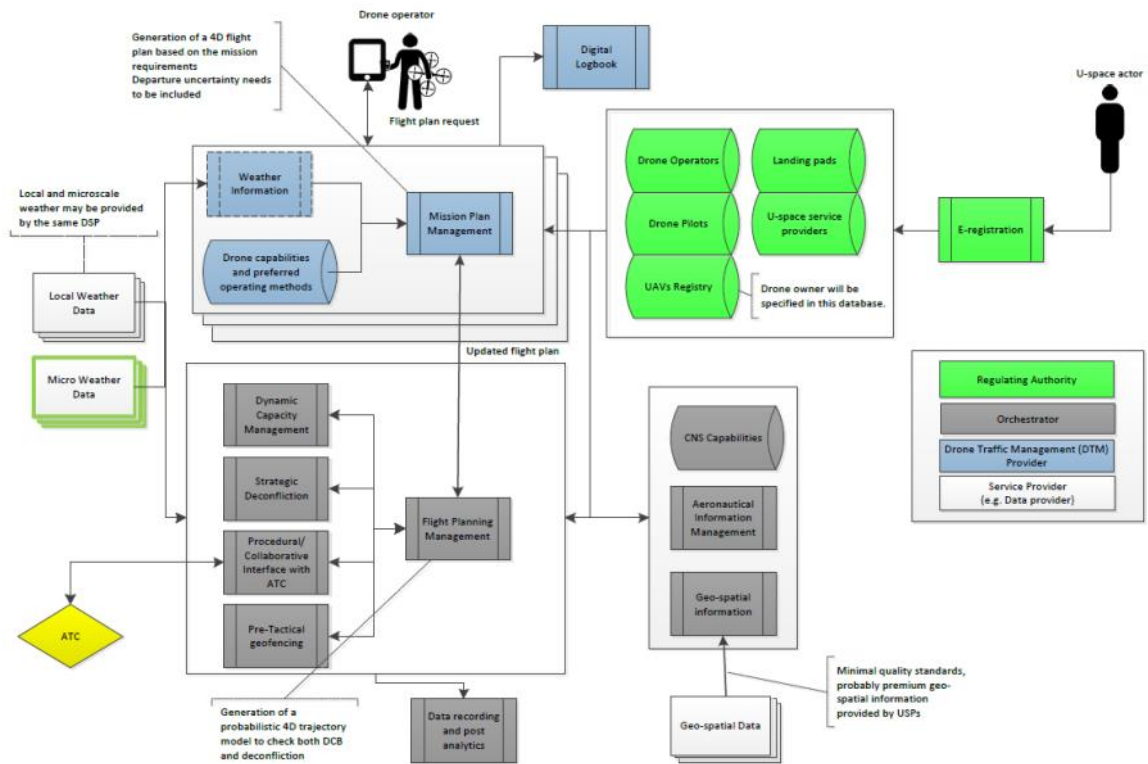 Drone operator
Generation of a 4D flight
plan based on the mission
requirements
Departure uncertainty needs
to be included
Flight plan request
Digital
Logbook
U-space actor
Weather
Information
Mission Plan
Management
Drone capabilities
and preferred
operating methods
Local and microscale
weather may be provided
by the same DSP
Local Weather
Data
Micro Weather
Data
Drone Operators
Landing pads
Drone Pilots
U-space service
providers
UAVs Registry
Drone owner will be
specified in this database.
E-registration
Updated flight plan
Regulating Authority
Orchestrator
Drone Traffic Management (DTM)
Provider
Service Provider
(e.g. Data provider)
Dynamic
Capacity
Management
Strategic
Deconfliction
Procedural/
Collaborative
Interface with
ATC
Pre-Tactical
geofencing
Flight Planning
Management
CNS Capabilities
Aeronautical
Information
Management
Geo-spatial
information
ATC
Generation of a
probabilistic 4D trajectory
model to check both DCB
and deconfliction
Data recording
and post
analytics
Geo-spatial Data
Minimal quality standards,
probably premium geo-
spatial information
provided by USPs